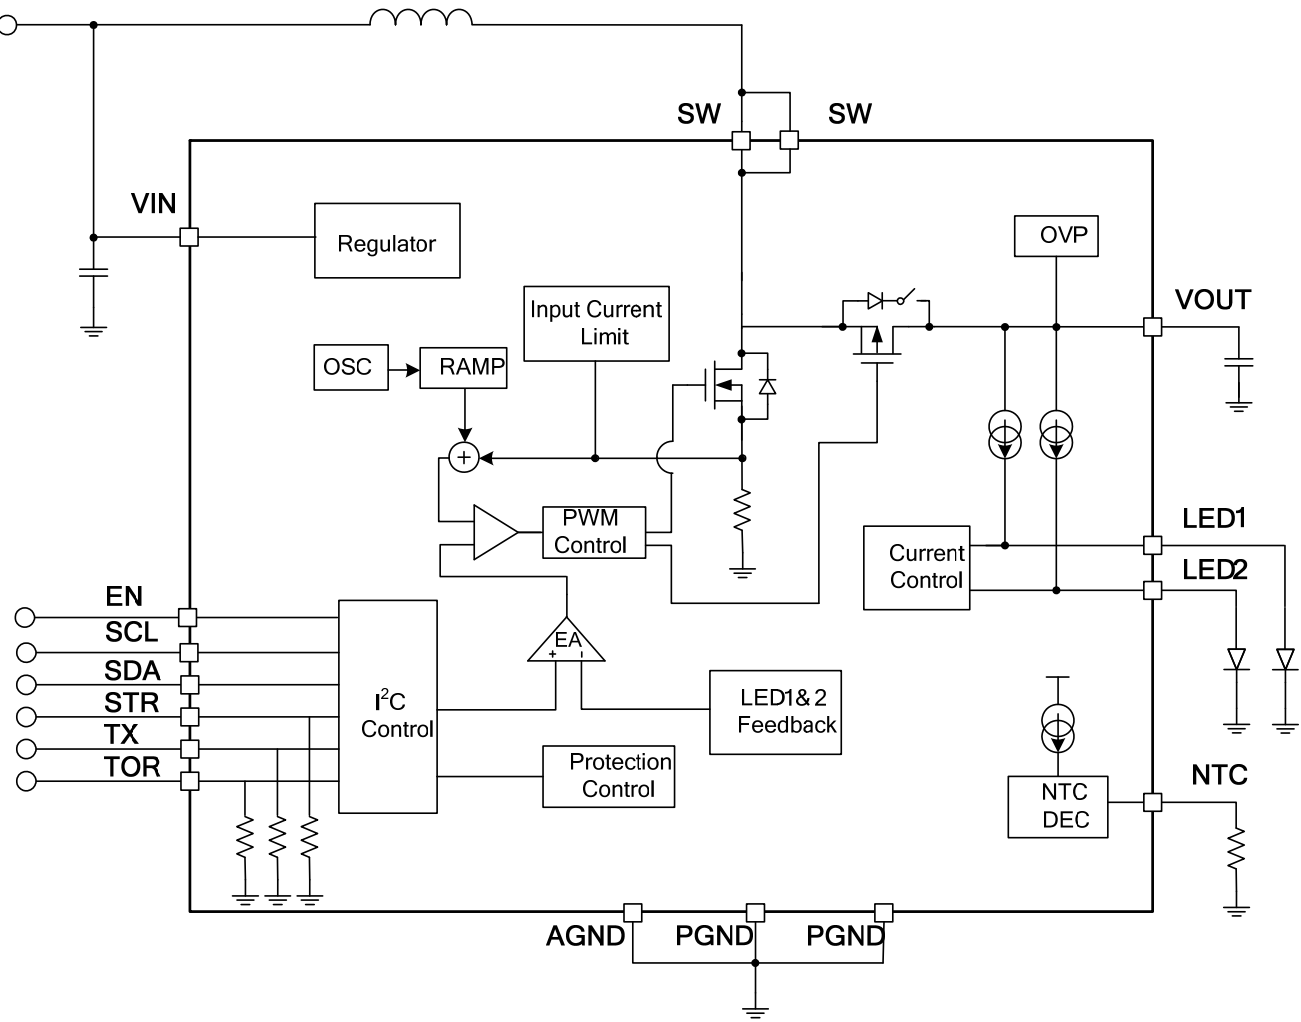 SW SW
VIN
Regulator
OVP
VOUT
Input Current
Limit
OSC
RAMP
+
PWM
Control
LED1
Current
Control
LED2
EN
SCL
EA
+ -
SDA
STR
TX
TOR
I2C
Control
LED1&2
Feedback
Protection
Control
NTC
NTC
DEC
AGND PGND PGND